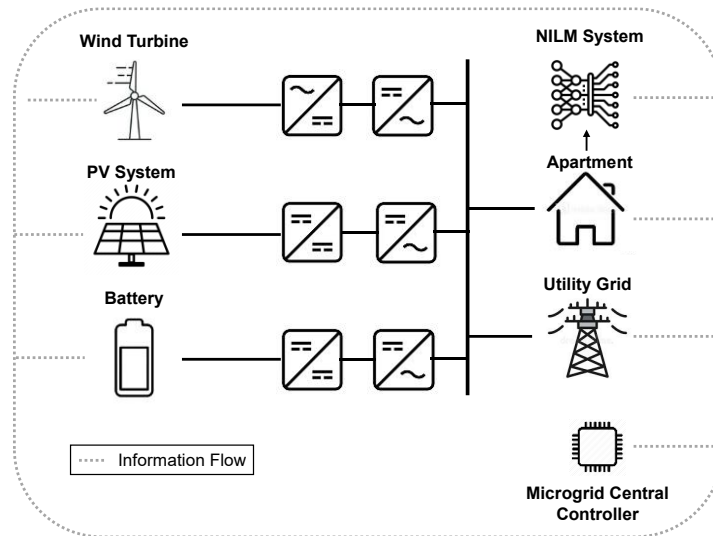 Wind Turbine
NILM System
PV System
Apartment
Battery
Utility Grid
Information Flow
Microgrid Central
Controller